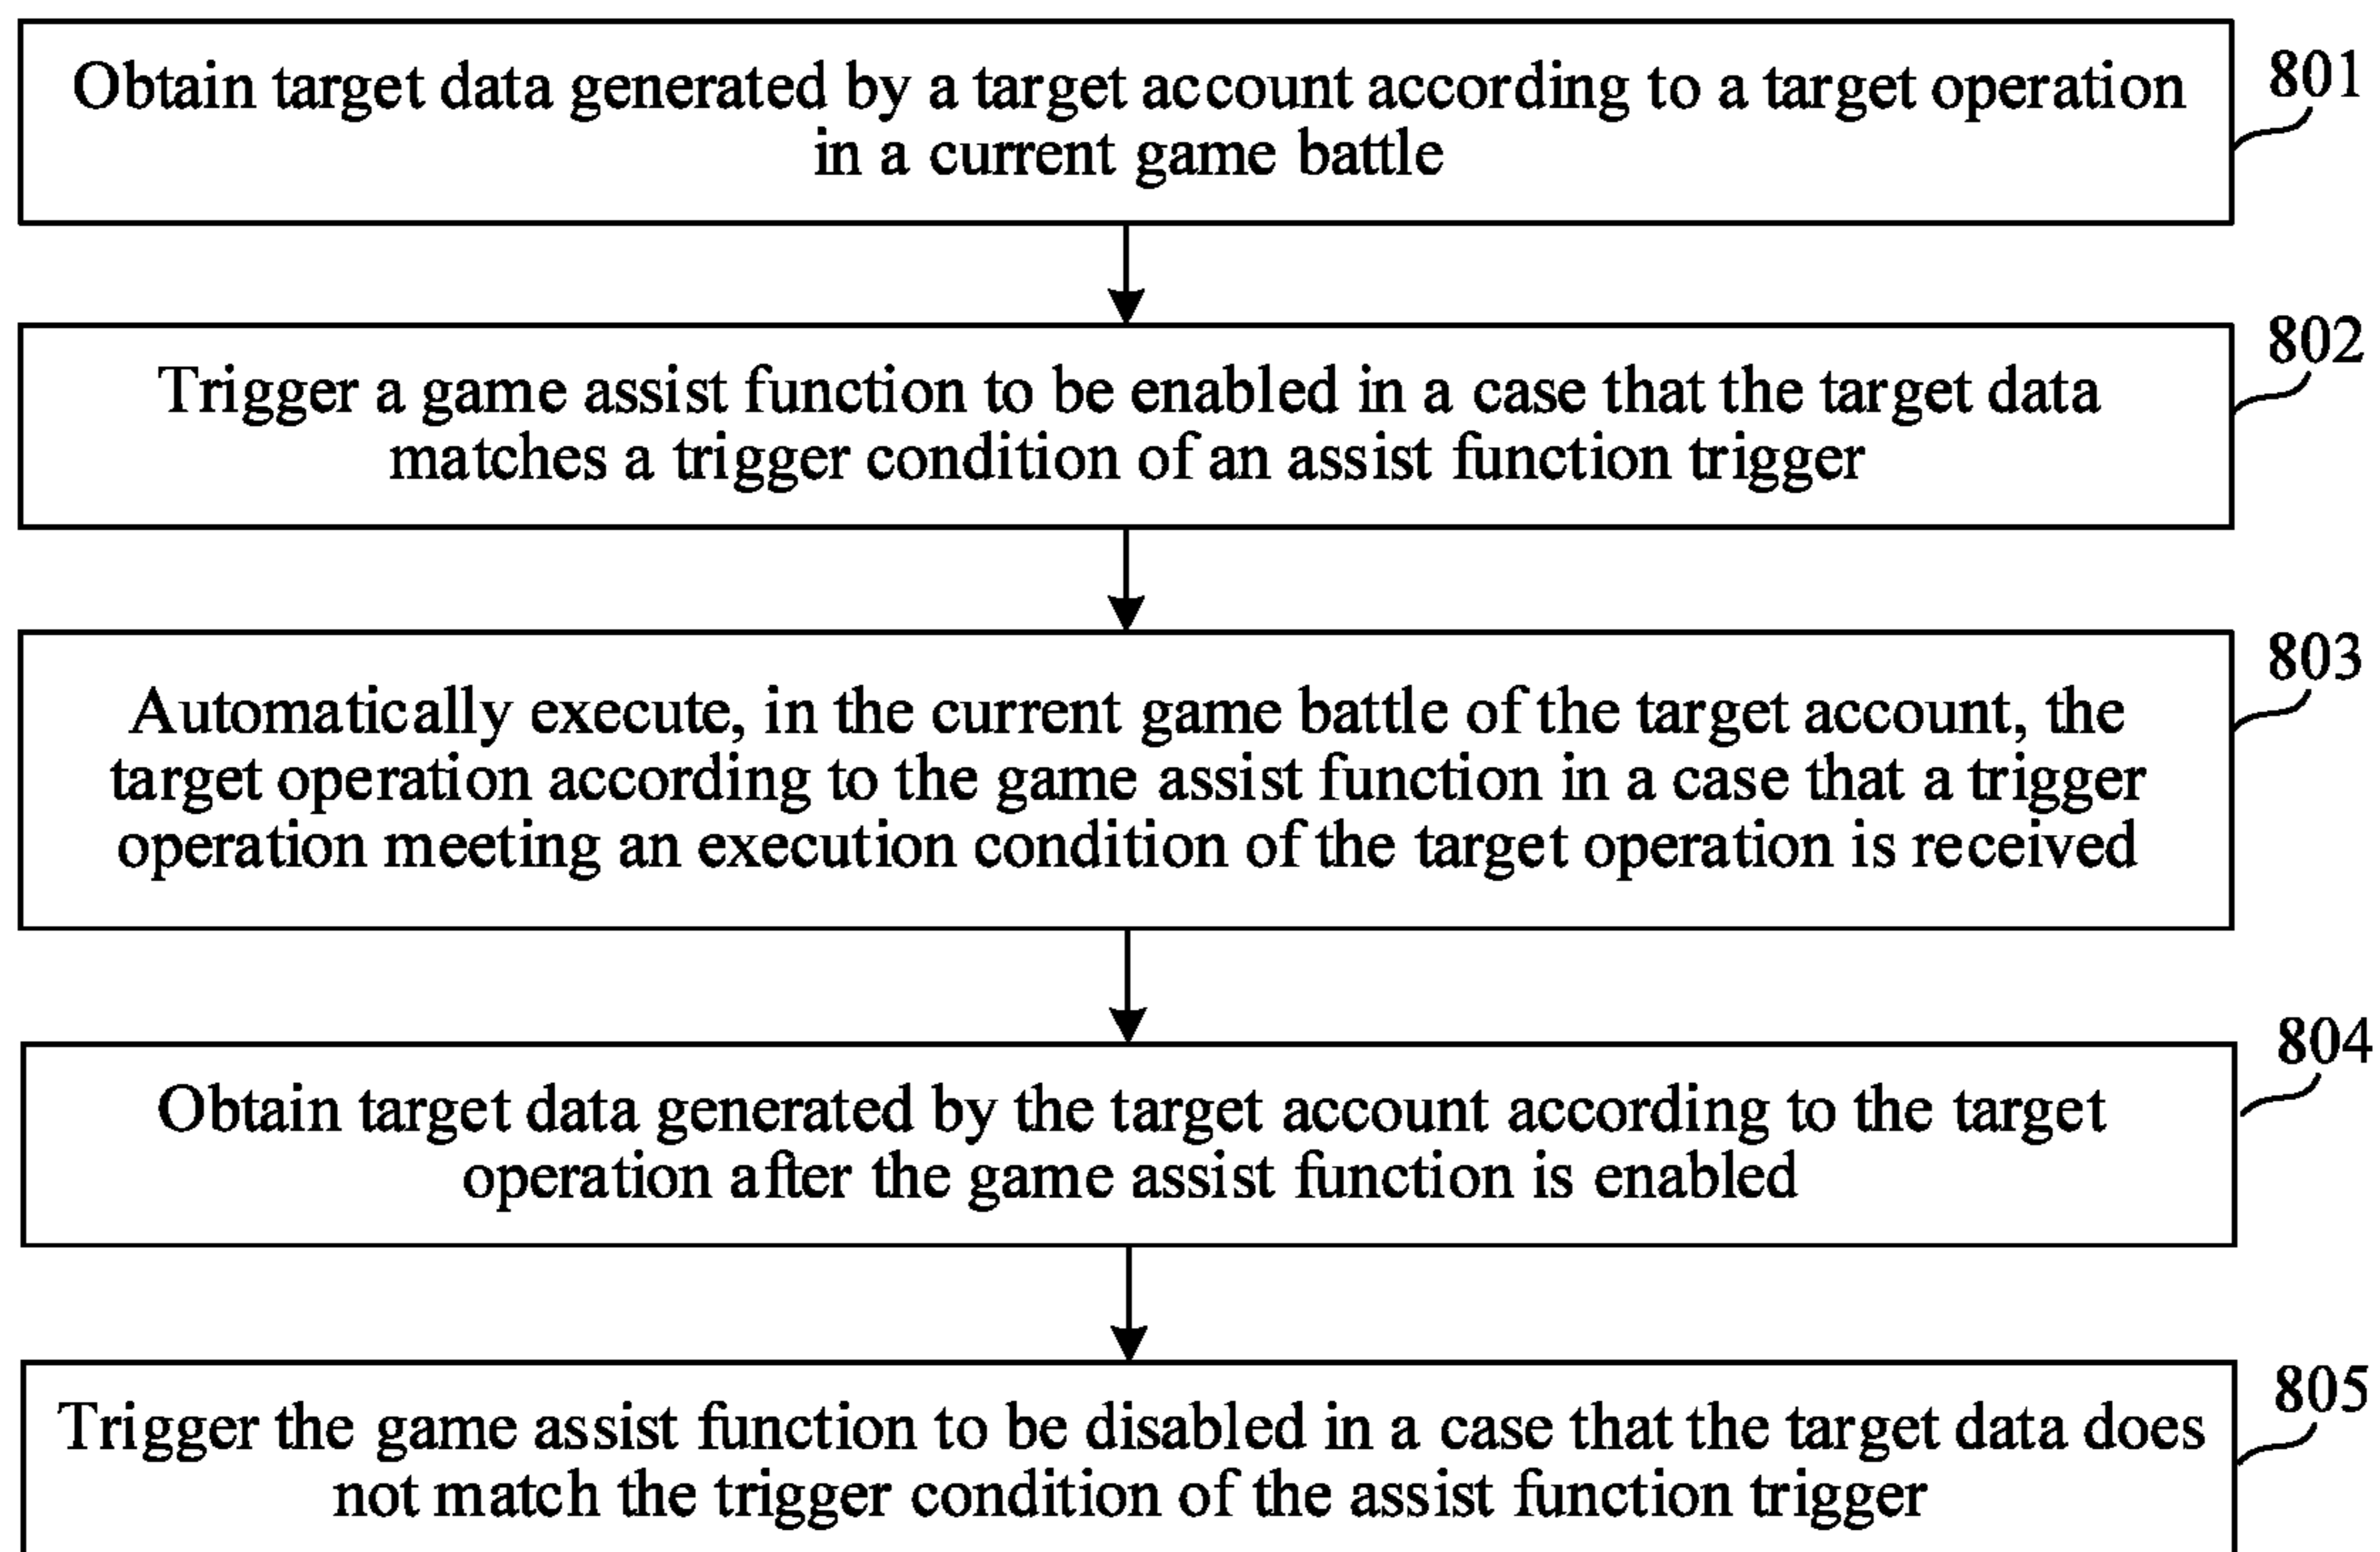 Obtain target data generated by a target account according to a target operation
in a current game battle
801
Trigger a game assist function to be enabled in a case that the target data
matches a trigger condition of an assist function trigger
802
Automatically execute, in the current game battle of the target account, the
target operation according to the game assist function in a case that a trigger
operation meeting an execution condition of the target operation is received
803
Obtain target data generated by the target account according to the target
operation after the game assist function is enabled
804
Trigger the game assist function to be disabled in a case that the target data does
not match the trigger condition of the assist function trigger
805